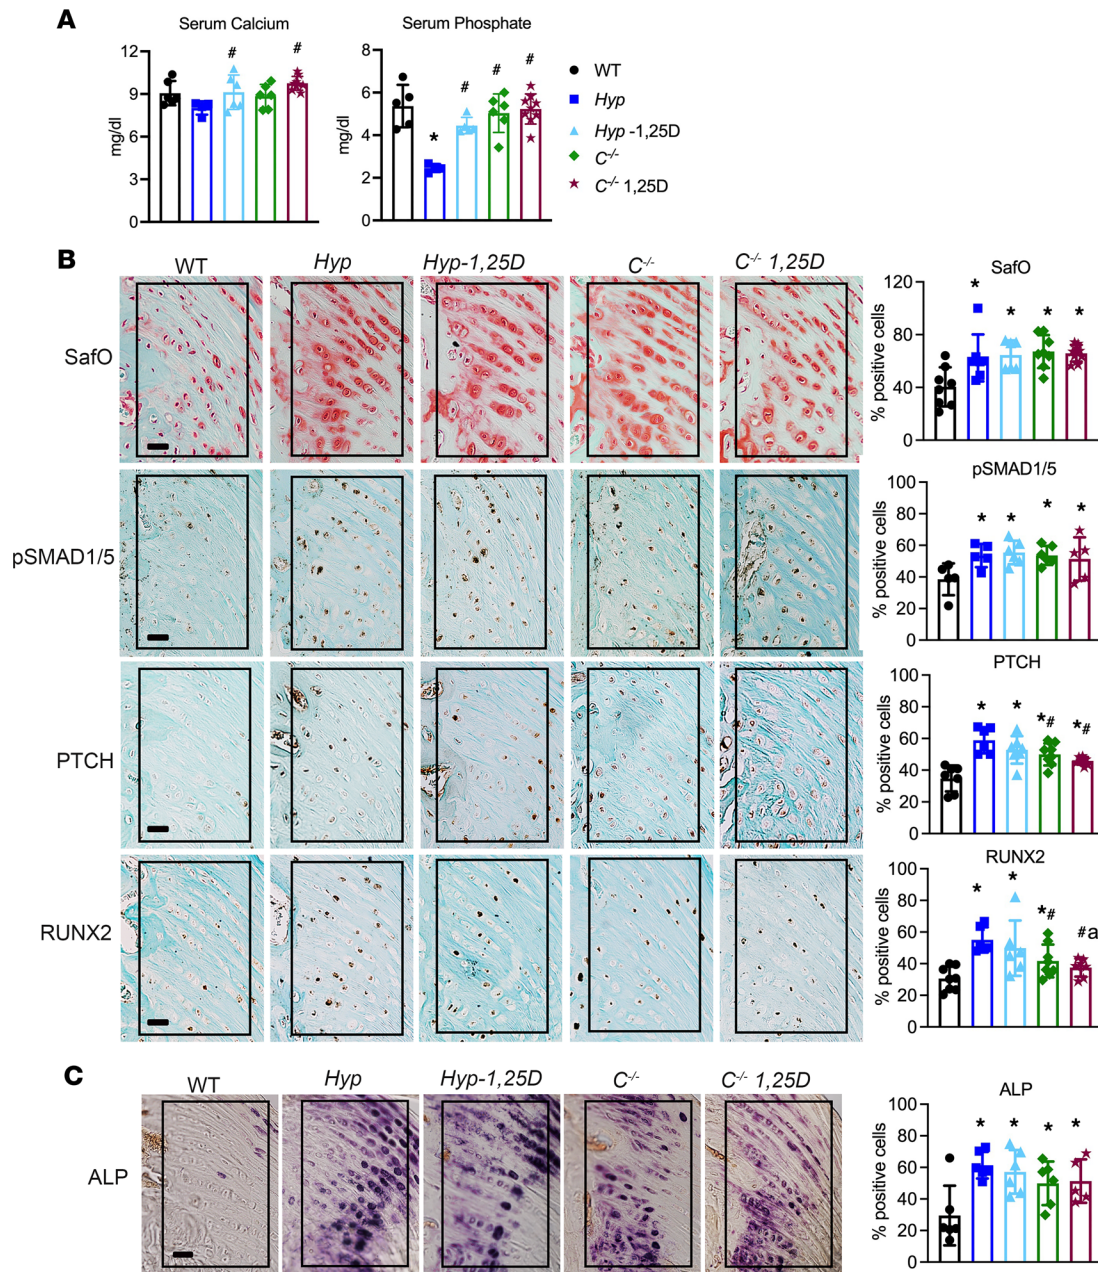 A
Serum Calcium
Serum Phosphate
12
9
6
3
0
mg/dl
#
#
8
6
4
2
0
mg/dl
*
#
#
#
WT
Hyp
Hyp -1,25D
C-/-
C-/- 1,25D
B
WT
Hyp
Hyp-1,25D
C-/-
C-/- 1,25D
SafO
SafO
120
80
40
0
% positive cells
* * * *
pSMAD1/5
pSMAD1/5
100
80
60
40
20
0
% positive cells
* * * *
PTCH
PTCH
100
80
60
40
20
0
% positive cells
* * *# *#
RUNX2
RUNX2
100
80
60
40
20
0
% positive cells
* * *# #a
C
WT
Hyp
Hyp-1,25D
C-/-
C-/- 1,25D
ALP
ALP
100
80
60
40
20
0
% positive cells
* * * *